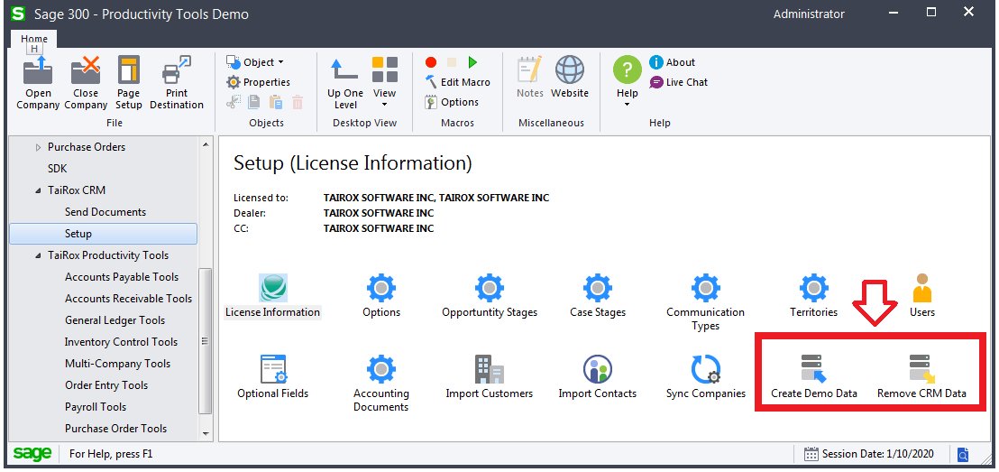 S Sage 300 - Productivity Tools Demo
Administrator
Home
H
Open
Company
Close
Company
Page
Setup
Print
Destination
File
Object
Properties
Objects
Up One
Level
View
Desktop View
Edit Macro
Options
Macros
Notes
Website
Miscellaneous
?
Help
i About
Live Chat
Help
Purchase Orders
SDK
TaiRox CRM
Send Documents
Setup
TaiRox Productivity Tools
Accounts Payable Tools
Accounts Receivable Tools
General Ledger Tools
Inventory Control Tools
Multi-Company Tools
Order Entry Tools
Payroll Tools
Purchase Order Tools
Setup (License Information)
Licensed to: TAIROX SOFTWARE INC, TAIROX SOFTWARE INC
Dealer: TAIROX SOFTWARE INC
CC: TAIROX SOFTWARE INC
License Information
Options
Opportuntity Stages
Case Stages
Communication
Types
Territories
Users
Optional Fields
Accounting
Documents
Import Customers
Import Contacts
Sync Companies
Create Demo Data
Remove CRM Data
sage For Help, press F1
Session Date: 1/10/2020